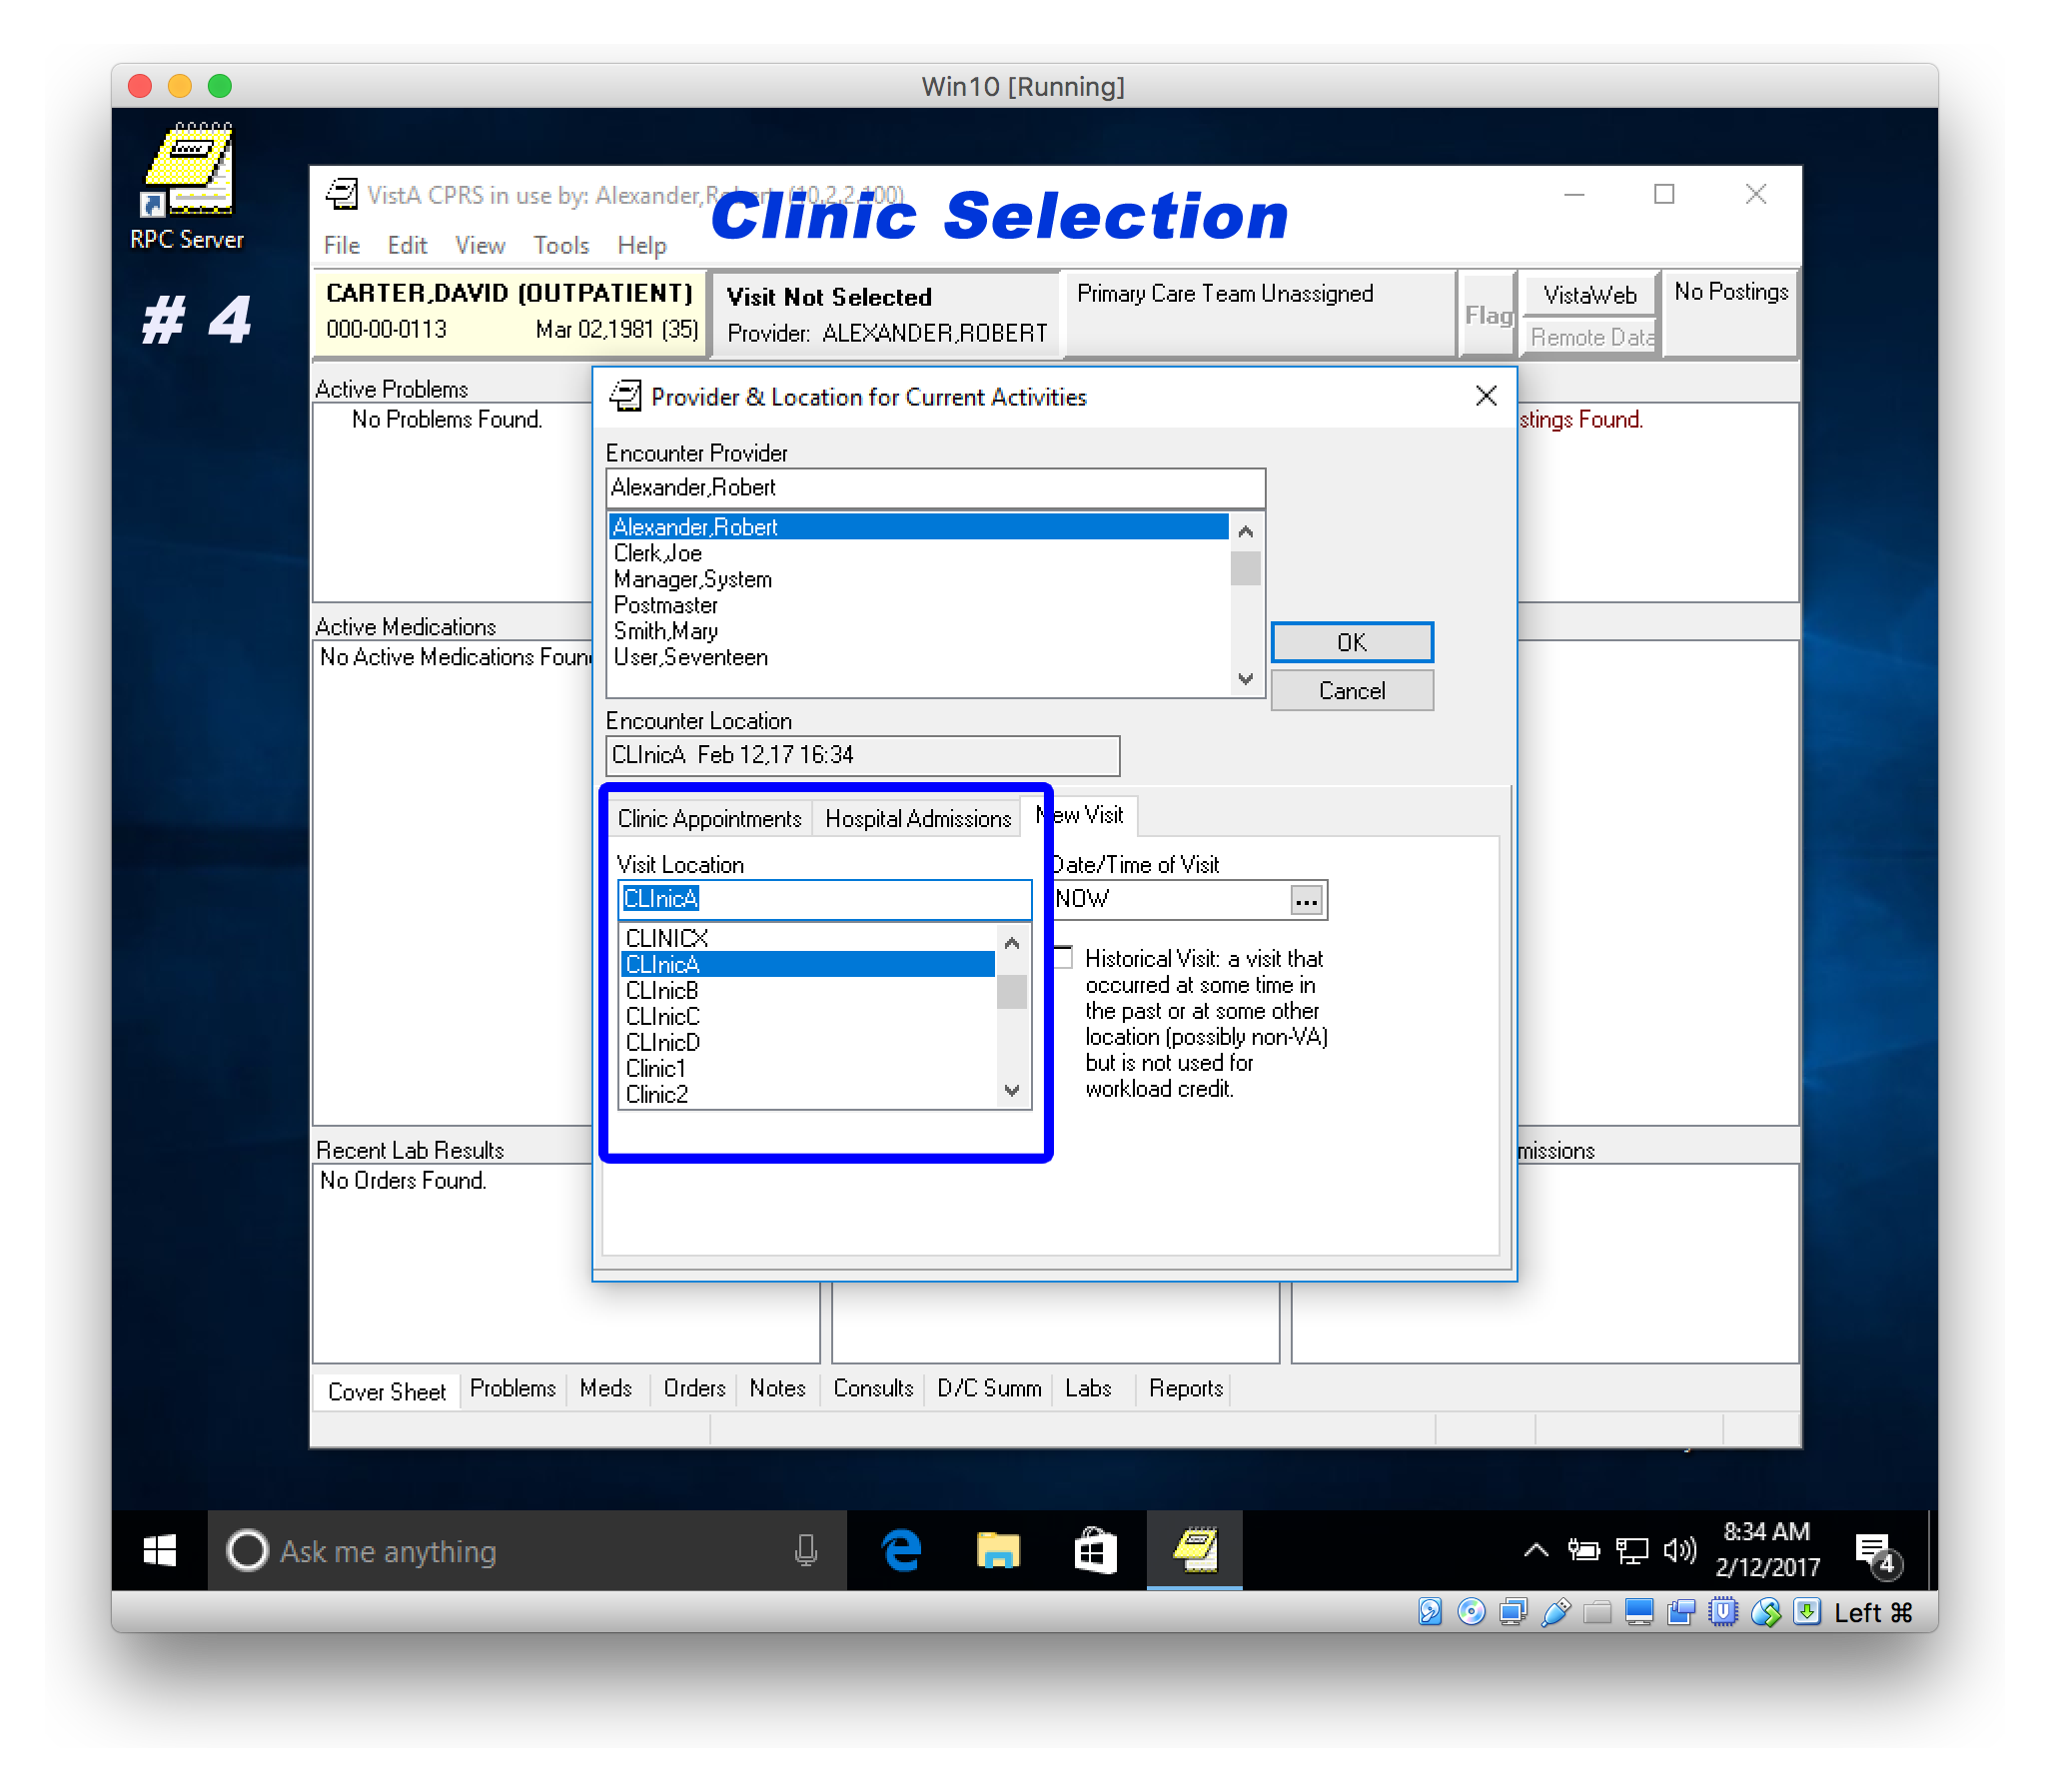 Win10 [Running]
RPC Server
# 4
VistA CPRS in use by: Alexander,Robert (10.2.2.100)
Clinic Selection
File Edit View Tools Help
CARTER,DAVID (OUTPATIENT)
000-00-0113 Mar 02,1981 (35)
Visit Not Selected
Provider: ALEXANDER,ROBERT
Primary Care Team Unassigned
Flag
VistaWeb
Remote Data
No Postings
Active Problems
No Problems Found.
stings Found.
Active Medications
No Active Medications Foun
Recent Lab Results
No Orders Found.
missions
Provider & Location for Current Activities
Encounter Provider
Alexander,Robert
Alexander,Robert
Clerk,Joe
Manager,System
Postmaster
Smith,Mary
User,Seventeen
OK
Cancel
Encounter Location
CLInicA Feb 12,17 16:34
Clinic Appointments Hospital Admissions New Visit
Visit Location
CLInicA
CLINICX
CLInicA
CLInicB
CLInicC
CLInicD
Clinic1
Clinic2
Date/Time of Visit
NOW ...
Historical Visit: a visit that
occurred at some time in
the past or at some other
location (possibly non-VA)
but is not used for
workload credit.
Cover Sheet Problems Meds Orders Notes Consults D/C Summ Labs Reports
Ask me anything
8:34 AM
2/12/2017
4
Left ⌘